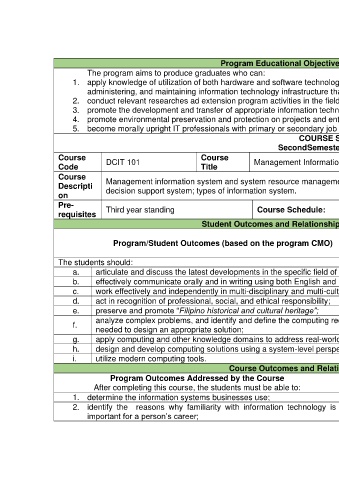 Program Educational Objective
The program aims to produce graduates who can:
1. apply knowledge of utilization of both hardware and software technolog
administering, and maintaining information technology infrastructure tha
2. conduct relevant researches ad extension program activities in the field
3. promote the development and transfer of appropriate information techn
4. promote environmental preservation and protection on projects and ent
5. become morally upright IT professionals with primary or secondary job
COURSE S
SecondSemeste
Course Code DCIT 101 Course Title Management Informatio
Course Descripti on Management information system and system resource manageme
decision support system; types of information system.
Pre-requisites Third year standing Course Schedule:
Student Outcomes and Relationship
Program/Student Outcomes (based on the program CMO)
The students should:
a. articulate and discuss the latest developments in the specific field of
b. effectively communicate orally and in writing using both English and
c. work effectively and independently in multi-disciplinary and multi-cult
d. act in recognition of professional, social, and ethical responsibility;
e. preserve and promote "Filipino historical and cultural heritage";
f. analyze complex problems, and identify and define the computing re
needed to design an appropriate solution;
g. apply computing and other knowledge domains to address real-worl
h. design and develop computing solutions using a system-level perspe
i. utilize modern computing tools.
Course Outcomes and Relati
Program Outcomes Addressed by the Course
After completing this course, the students must be able to:
1. determine the information systems businesses use;
2. identify the reasons why familiarity with information technology is
important for a person's career;